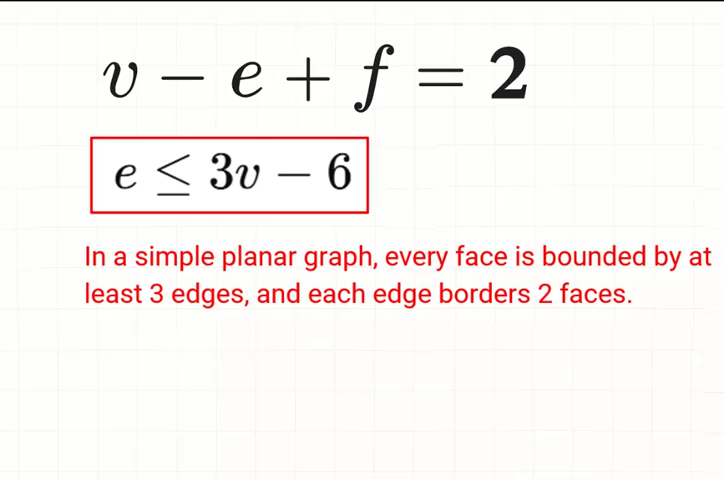 v − e + f = 2
e ≤ 3v − 6
In a simple planar graph, every face is bounded by at
least 3 edges, and each edge borders 2 faces.